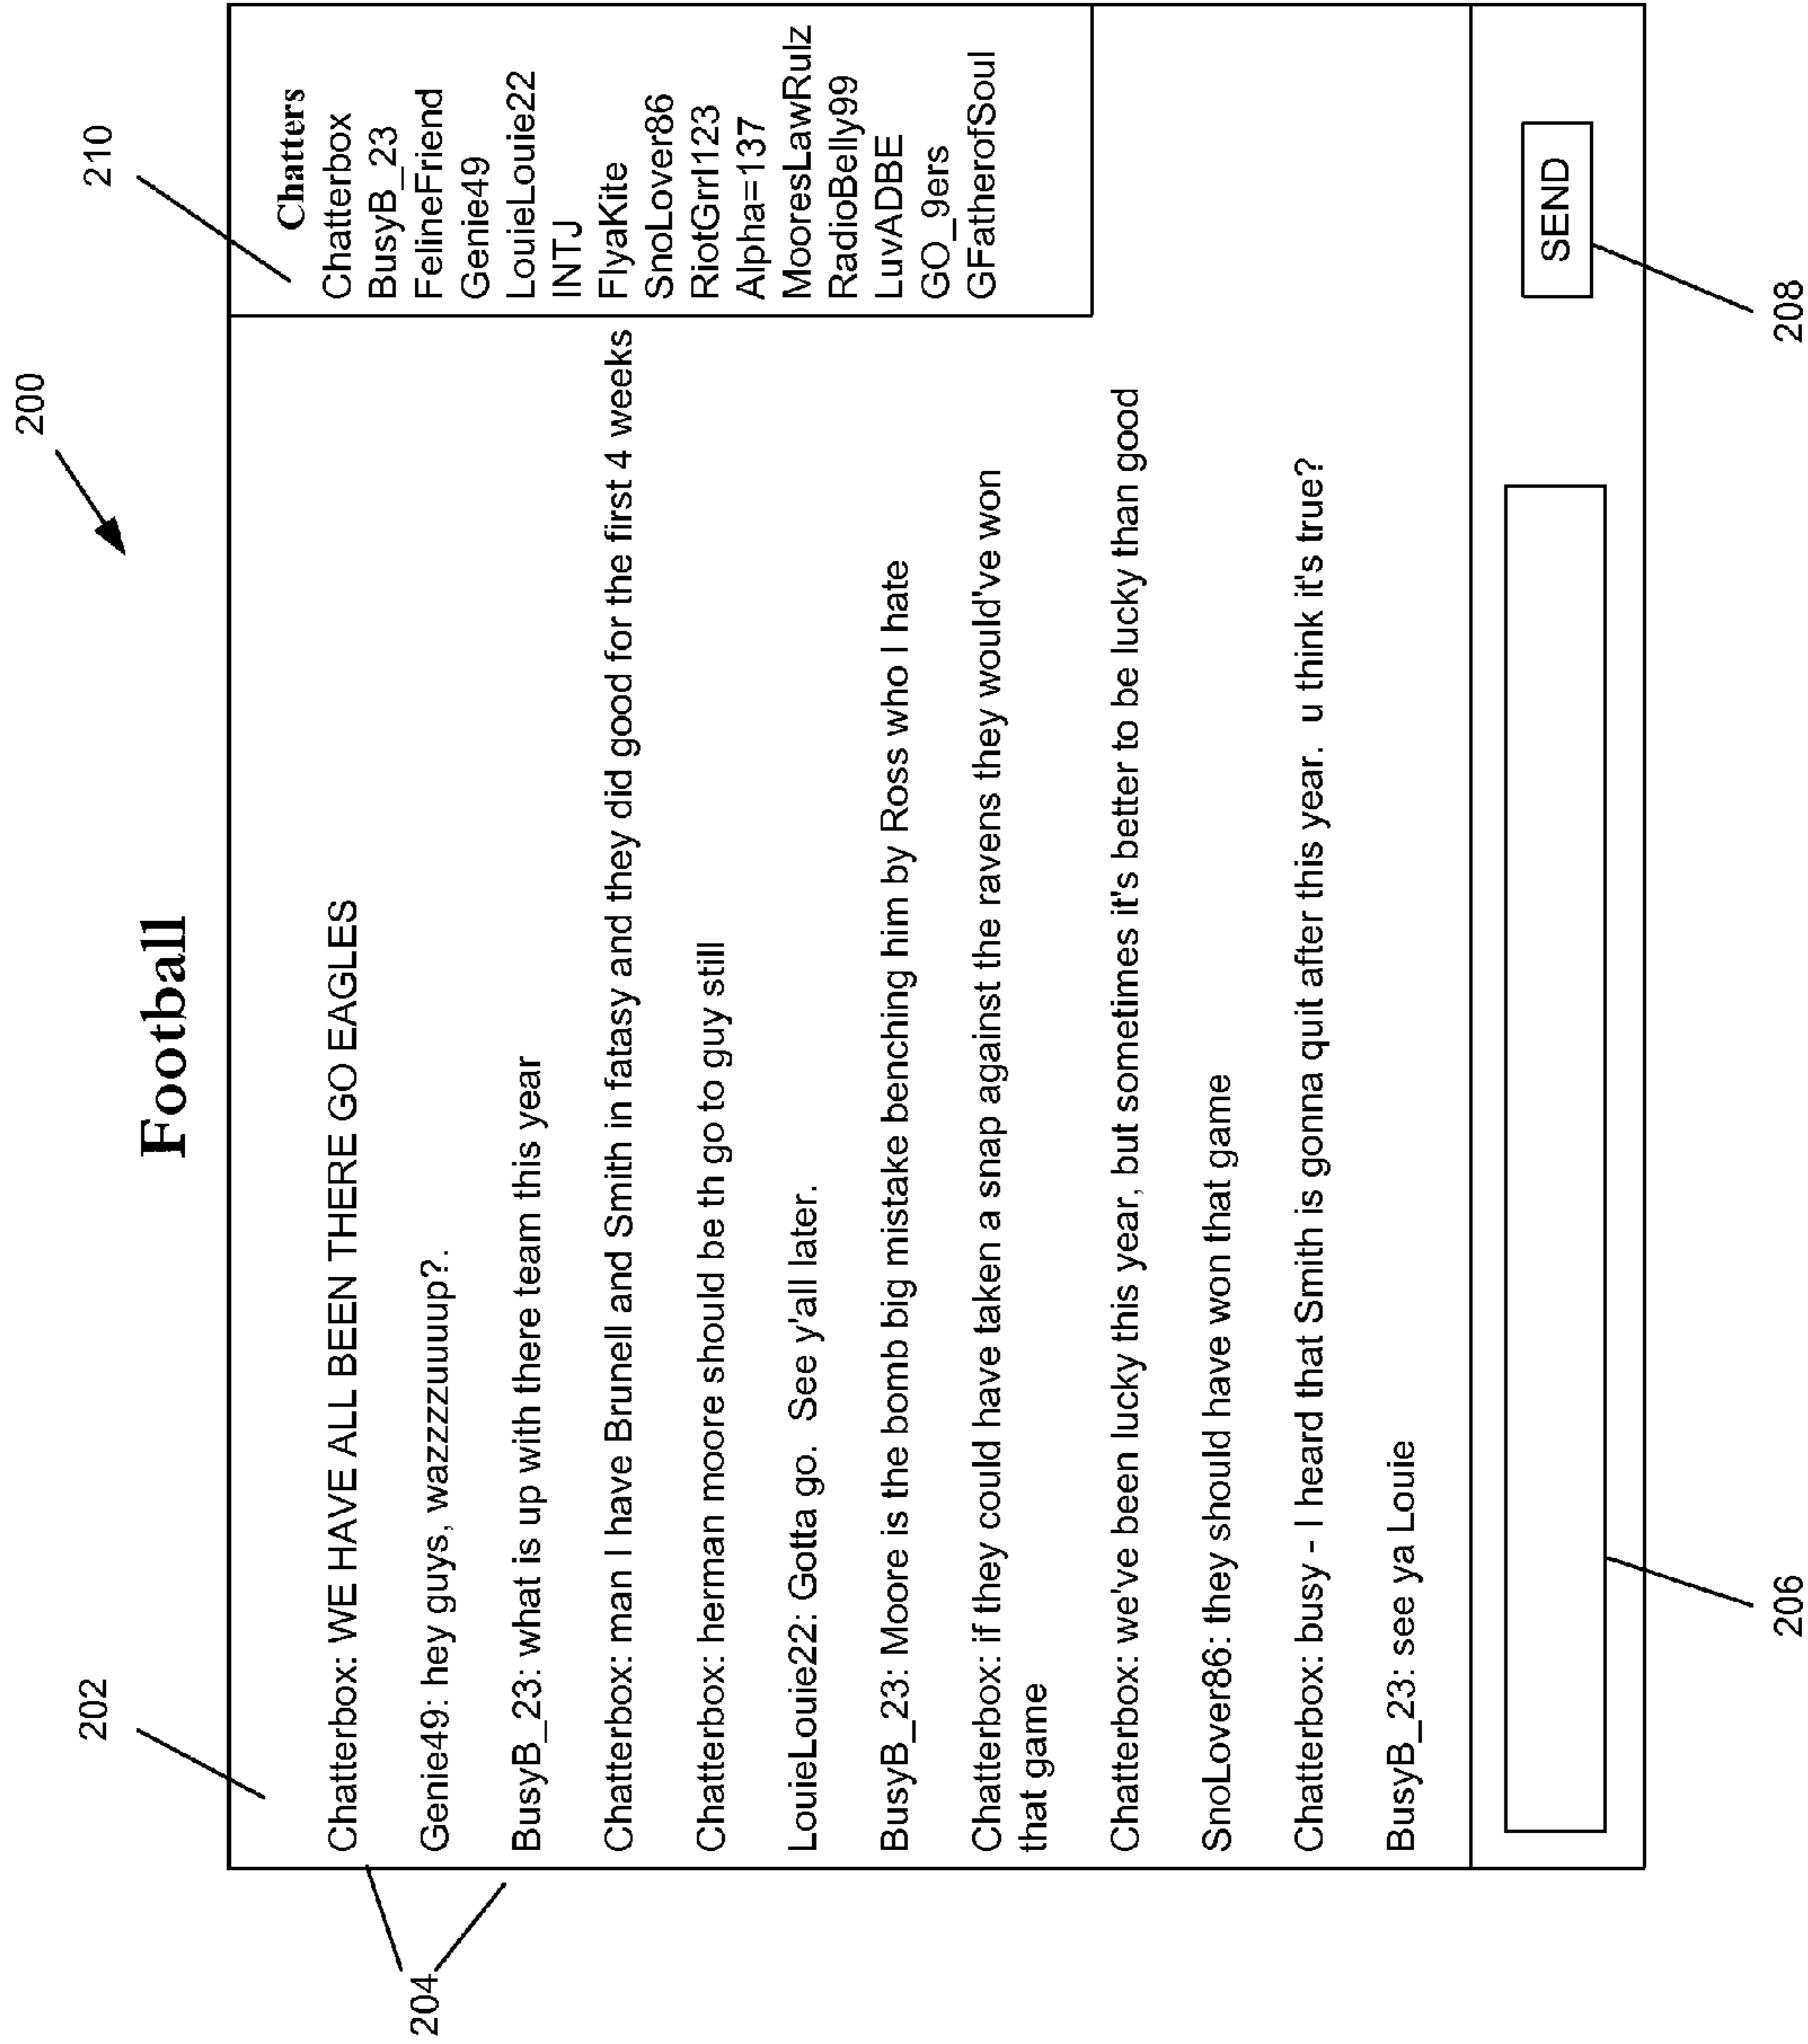 200
Football
202
210
204
Chatterbox: WE HAVE ALL BEEN THERE GO EAGLES
Genie49: hey guys, wazzzzuuuup?.
BusyB_23: what is up with there team this year
Chatterbox: man I have Brunell and Smith in fatasy and they did good for the first 4 weeks
Chatterbox: herman moore should be th go to guy still
LouieLouie22: Gotta go.  See y'all later.
BusyB_23: Moore is the bomb big mistake benching him by Ross who I hate
Chatterbox: if they could have taken a snap against the ravens they would've won
that game
Chatterbox: we've been lucky this year, but sometimes it's better to be lucky than good
SnoLover86: they should have won that game
Chatterbox: busy - I heard that Smith is gonna quit after this year.  u think it's true?
BusyB_23: see ya Louie
Chatters
Chatterbox
BusyB_23
FelineFriend
Genie49
LouieLouie22
INTJ
FlyaKite
SnoLover86
RiotGrrl123
Alpha=137
MooresLawRulz
RadioBelly99
LuvADBE
GO_9ers
GFatherofSoul
SEND
206
208